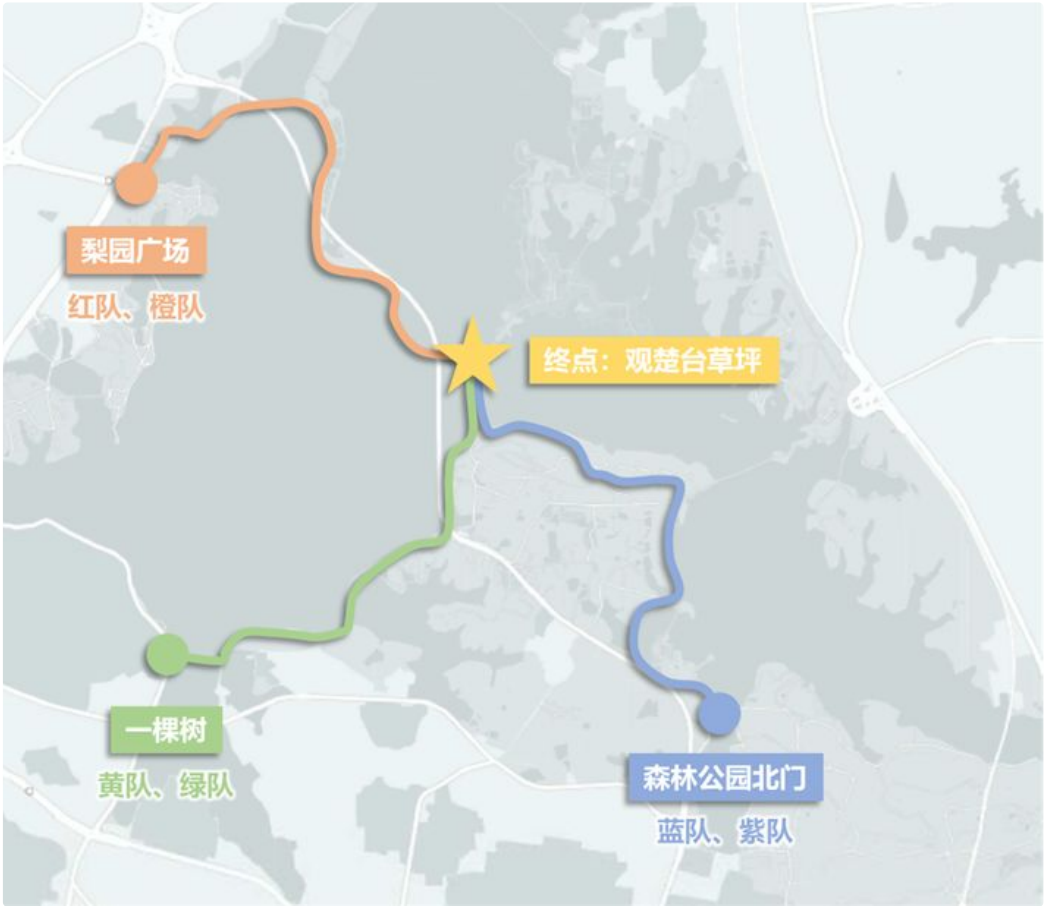 梨园广场
红队、橙队
终点：观楚台草坪
一棵树
黄队、绿队
森林公园北门
蓝队、紫队